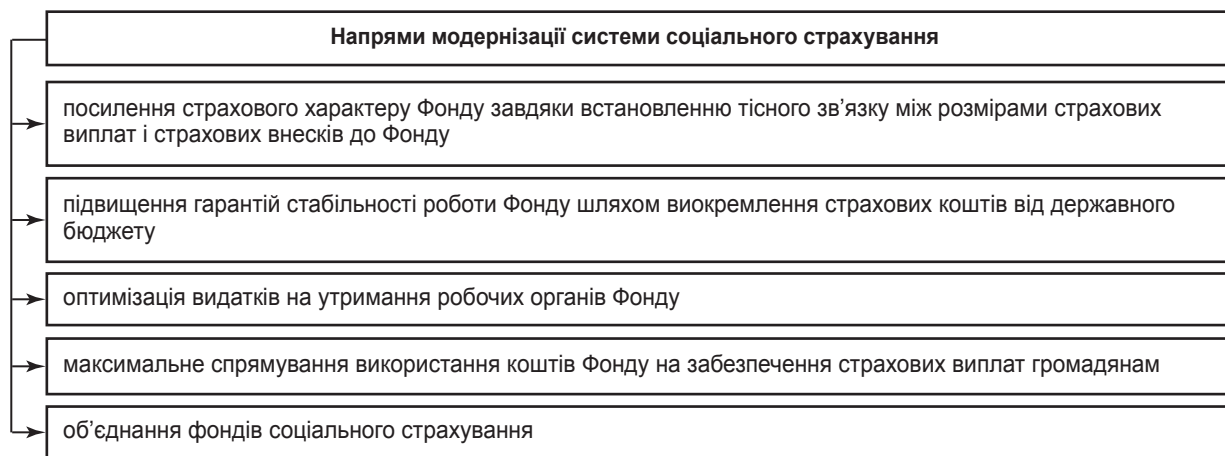 Напрями модернізації системи соціального страхування
посилення страхового характеру Фонду завдяки встановленню тісного зв’язку між розмірами страхових
виплат і страхових внесків до Фонду
підвищення гарантій стабільності роботи Фонду шляхом виокремлення страхових коштів від державного
бюджету
оптимізація видатків на утримання робочих органів Фонду
максимальне спрямування використання коштів Фонду на забезпечення страхових виплат громадянам
об’єднання фондів соціального страхування